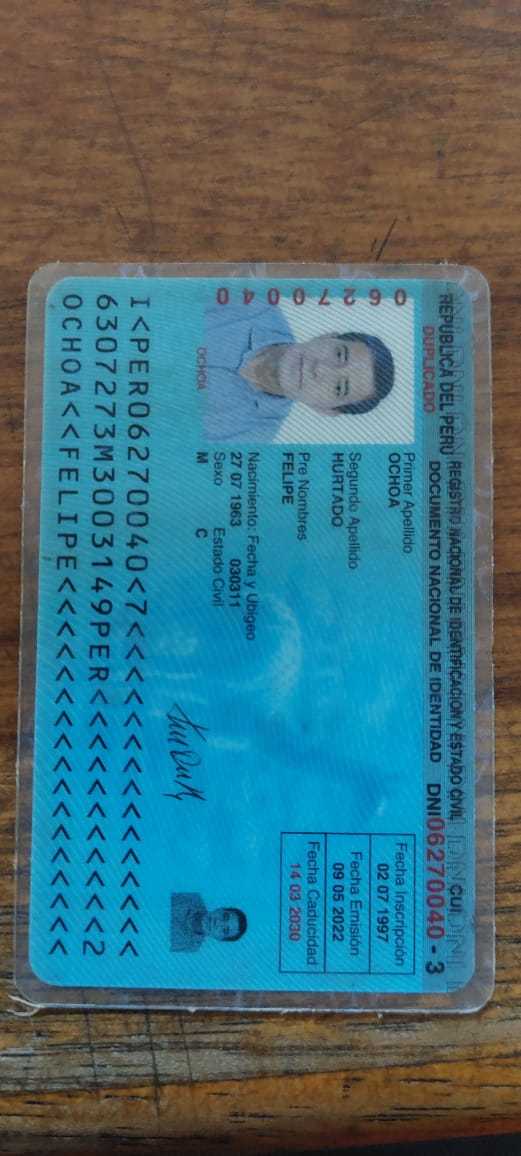 REPUBLICA DEL PERU REGISTRO NACIONAL DE IDENTIFICACION Y ESTADO CIVIL
DUPLICADO DOCUMENTO NACIONAL DE IDENTIDAD DNI 06270040 - 3
CUI
06270040
OCHOA
Primer Apellido
OCHOA
Segundo Apellido
HURTADO
Pre Nombres
FELIPE
Nacimiento: Fecha y Ubigeo
27 07 1963 030311
Sexo Estado Civil
M C
Fecha Inscripción
02 07 1997
Fecha Emisión
09 05 2022
Fecha Caducidad
14 03 2030
I<PER06270040<7<<<<<<<<<<<<<<<
6307273M3003149PER<<<<<<<<<<<2
OCHOA<<FELIPE<<<<<<<<<<<<<<<<<